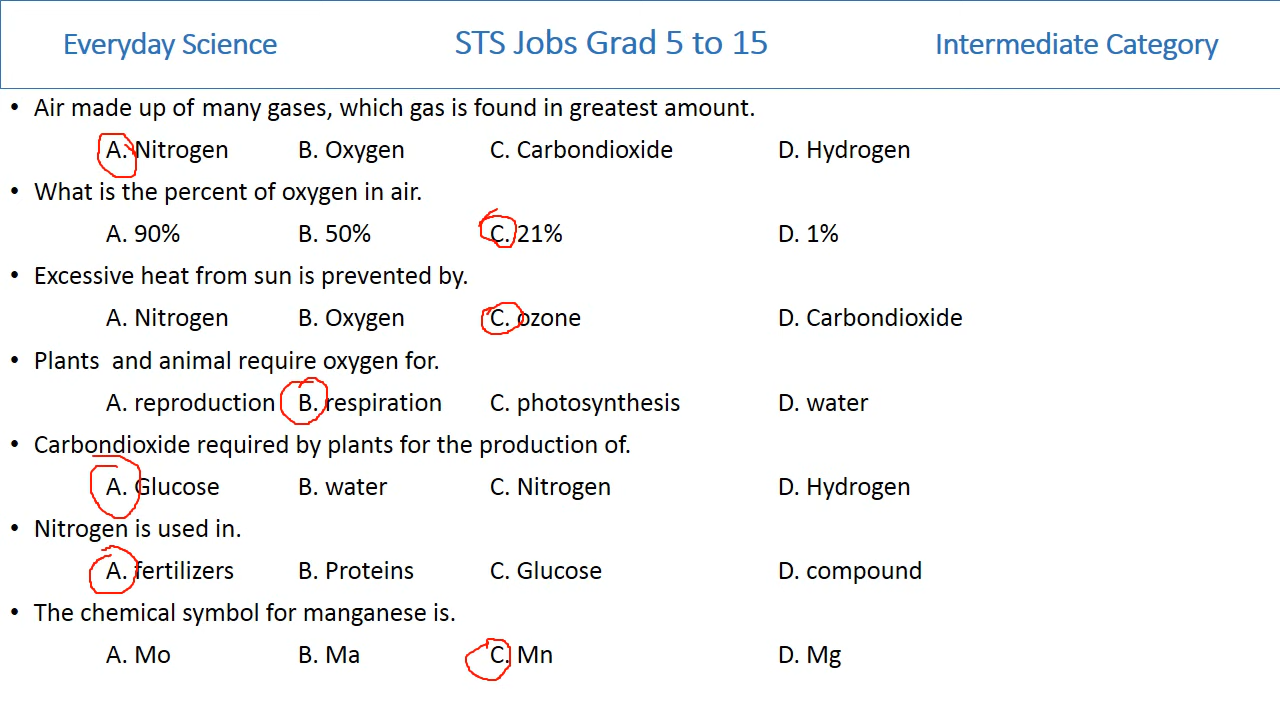 Everyday Science STS Jobs Grad 5 to 15 Intermediate Category
• Air made up of many gases, which gas is found in greatest amount.
A. Nitrogen B. Oxygen C. Carbondioxide D. Hydrogen
• What is the percent of oxygen in air.
A. 90% B. 50% C. 21% D. 1%
• Excessive heat from sun is prevented by.
A. Nitrogen B. Oxygen C. ozone D. Carbondioxide
• Plants and animal require oxygen for.
A. reproduction B. respiration C. photosynthesis D. water
• Carbondioxide required by plants for the production of.
A. Glucose B. water C. Nitrogen D. Hydrogen
• Nitrogen is used in.
A. fertilizers B. Proteins C. Glucose D. compound
• The chemical symbol for manganese is.
A. Mo B. Ma C. Mn D. Mg